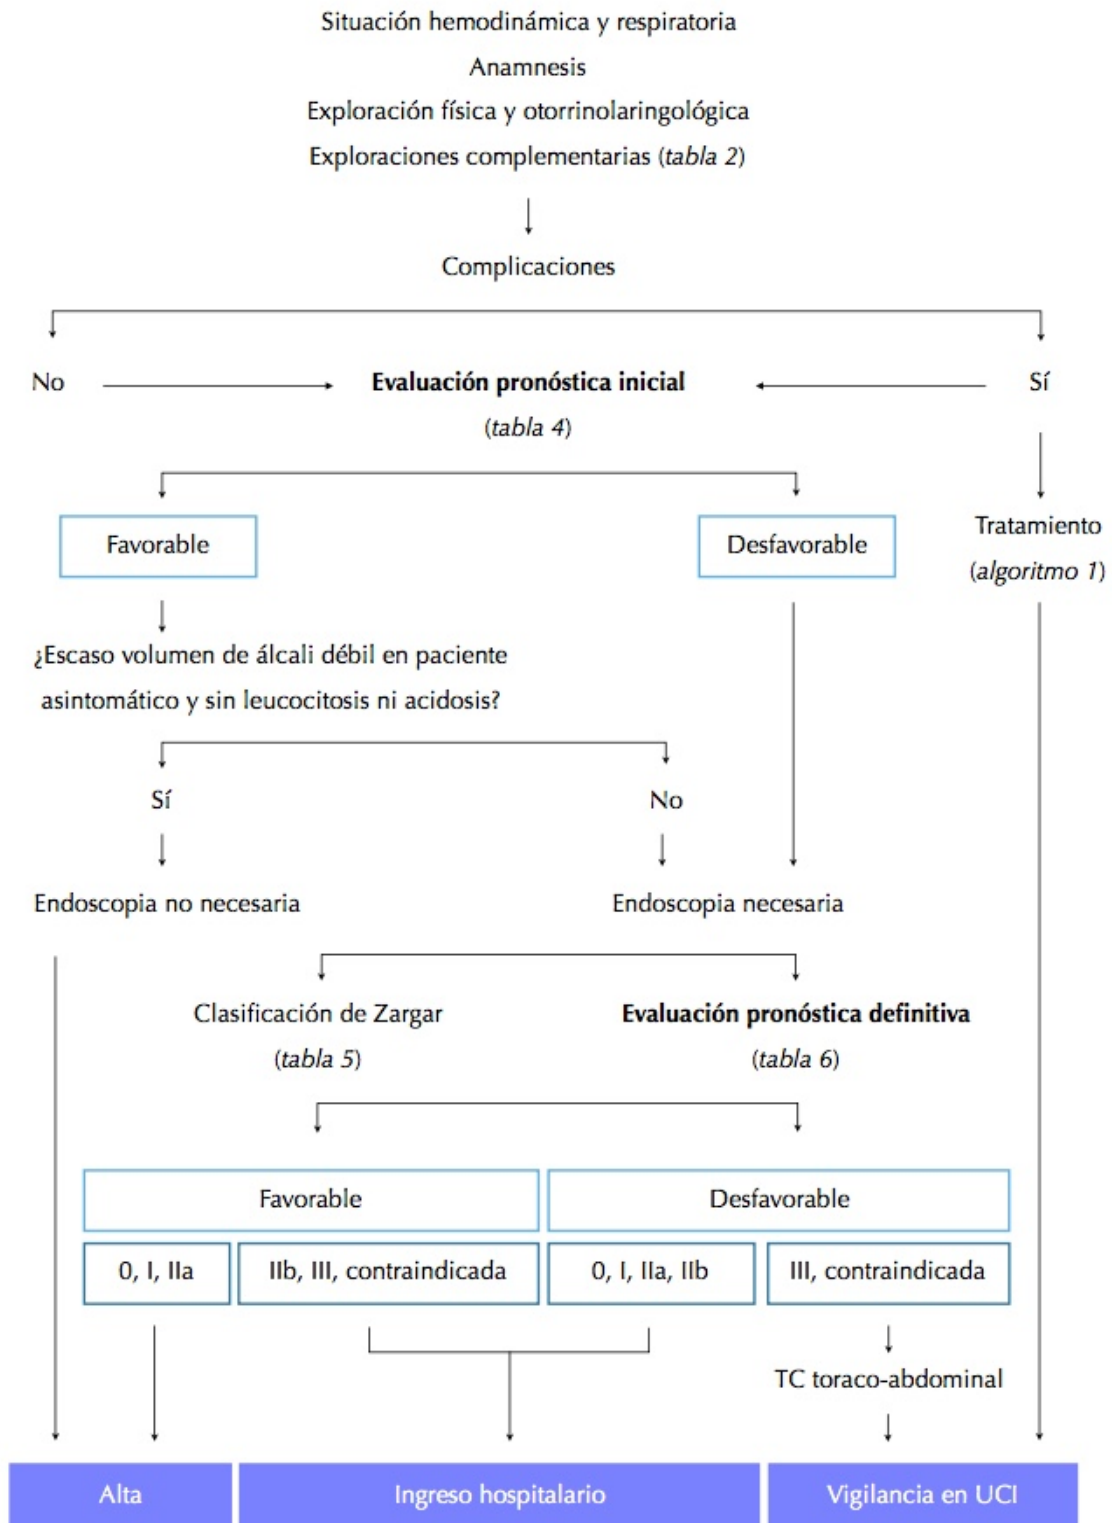 Situación hemodinámica y respiratoria
Anamnesis
Exploración física y otorrinolaringológica
Exploraciones complementarias (tabla 2)
Complicaciones
No
Evaluación pronóstica inicial
Sí
(tabla 4)
Favorable
Desfavorable
Tratamiento
(algoritmo 1)
¿Escaso volumen de álcali débil en paciente
asintomático y sin leucocitosis ni acidosis?
Sí
No
Endoscopia no necesaria
Endoscopia necesaria
Clasificación de Zargar
(tabla 5)
Evaluación pronóstica definitiva
(tabla 6)
Favorable
Desfavorable
0, I, IIa
IIb, III, contraindicada
0, I, IIa, IIb
III, contraindicada
TC toraco-abdominal
Alta
Ingreso hospitalario
Vigilancia en UCI